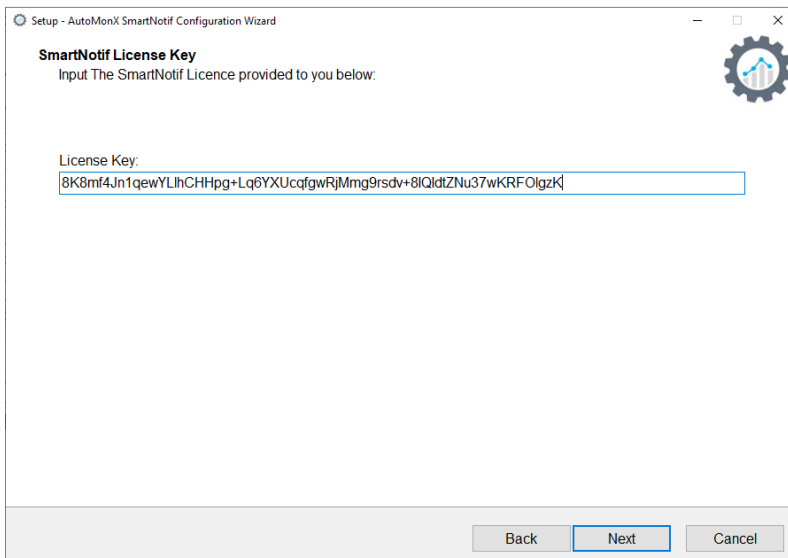 Setup - AutoMonX SmartNotif Configuration Wizard
SmartNotif License Key
Input The SmartNotif Licence provided to you below:
License Key:
8K8mf4Jn1qewYLlhCHHpg+Lq6YXUcqfgwRjMmg9rsdv+8lQldtZNu37wKRFOlgzK
Back
Next
Cancel